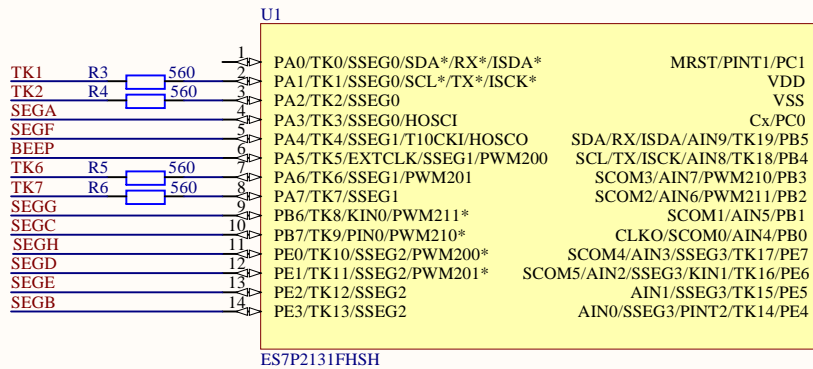 U1
1
PA0/TK0/SSEG0/SDA*/RX*/ISDA* MRST/PINT1/PC1
TK1 R3 560 2 PA1/TK1/SSEG0/SCL*/TX*/ISCK* VDD
TK2 R4 560 3 PA2/TK2/SSEG0 VSS
SEGA 4 PA3/TK3/SSEG0/HOSCI Cx/PC0
SEGF 5 PA4/TK4/SSEG1/T10CKI/HOSCO SDA/RX/ISDA/AIN9/TK19/PB5
BEEP 6 PA5/TK5/EXTCLK/SSEG1/PWM200 SCL/TX/ISCK/AIN8/TK18/PB4
TK6 R5 560 7 PA6/TK6/SSEG1/PWM201 SCOM3/AIN7/PWM210/PB3
TK7 R6 560 8 PA7/TK7/SSEG1 SCOM2/AIN6/PWM211/PB2
SEGG 9 PB6/TK8/KIN0/PWM211* SCOM1/AIN5/PB1
SEGC 10 PB7/TK9/PIN0/PWM210* CLKO/SCOM0/AIN4/PB0
SEGH 11 PE0/TK10/SSEG2/PWM200* SCOM4/AIN3/SSEG3/TK17/PE7
SEGD 12 PE1/TK11/SSEG2/PWM201* SCOM5/AIN2/SSEG3/KIN1/TK16/PE6
SEGE 13 PE2/TK12/SSEG2 AIN1/SSEG3/TK15/PE5
SEGB 14 PE3/TK13/SSEG2 AIN0/SSEG3/PINT2/TK14/PE4
ES7P2131FHSH